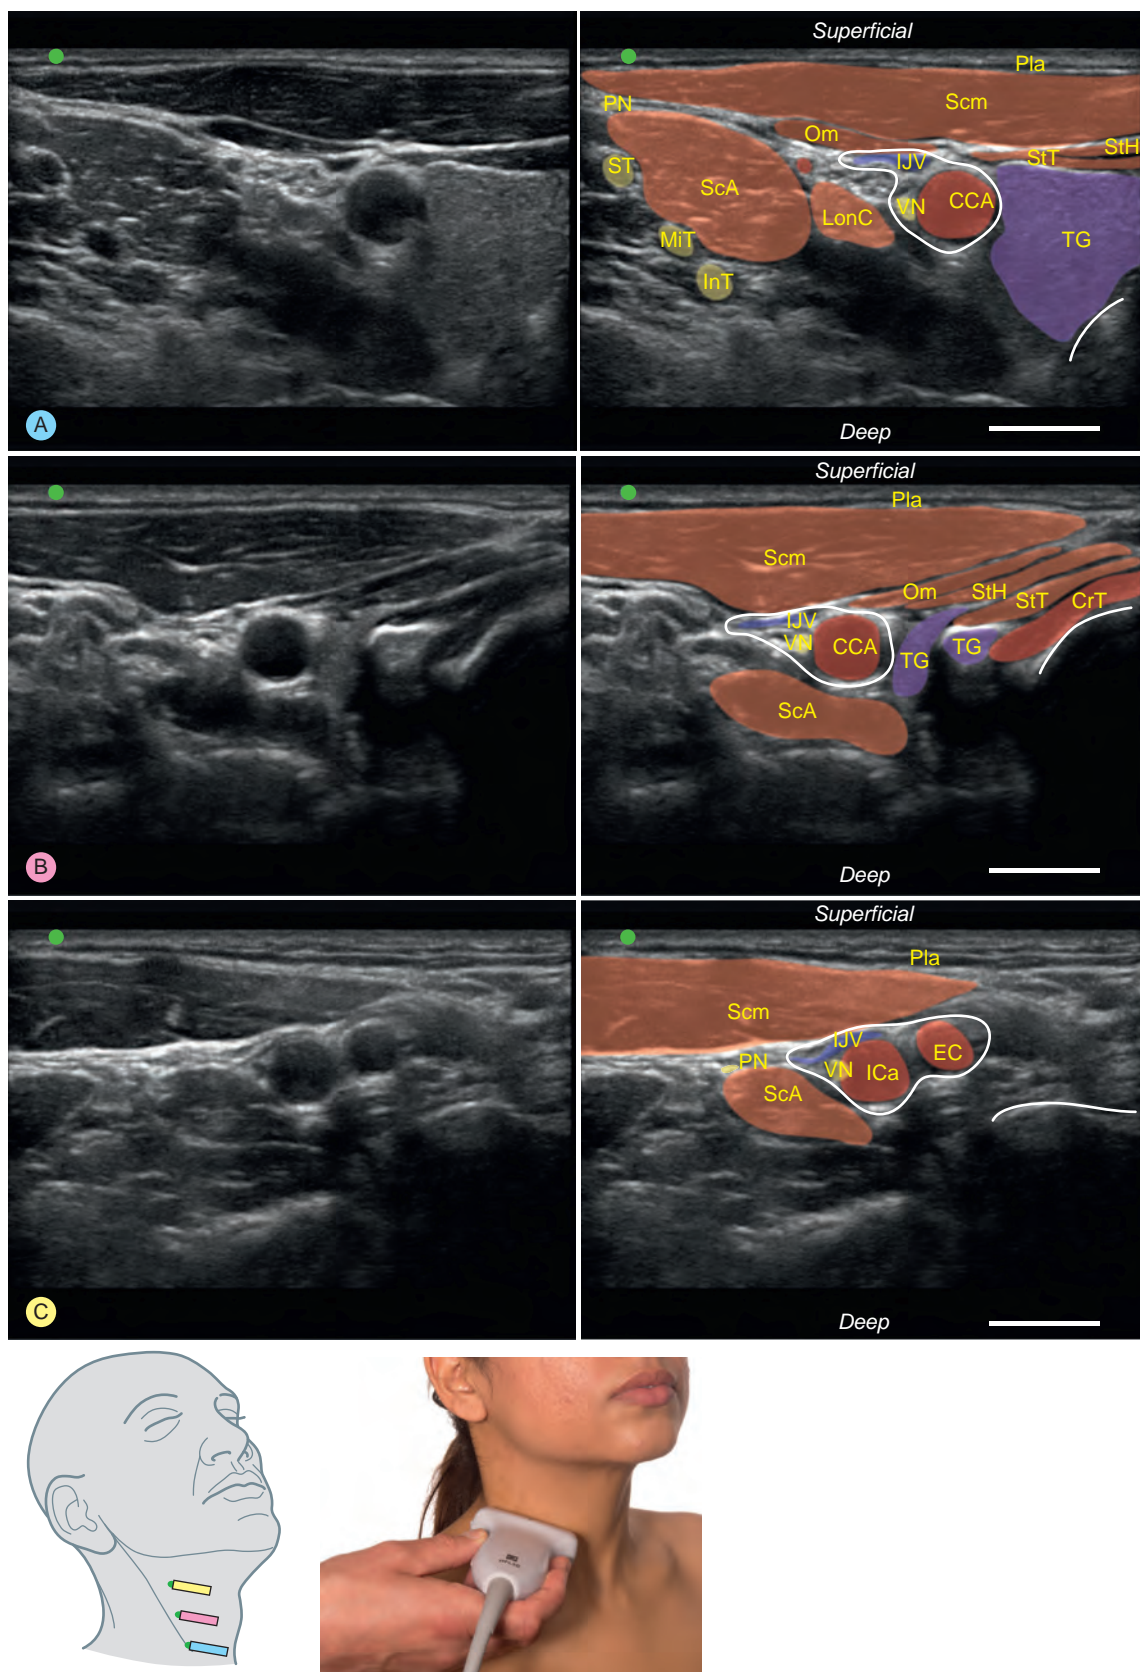 Superficial
Pla
PN
Scm
Om
StH
StT
IJV
ST
ScA
CCA
VN
LonC
MiT
TG
InT
A
Deep
Superficial
Pla
Scm
Om
StH
StT
CrT
IJV
VN
CCA
TG
TG
ScA
B
Deep
Superficial
Pla
Scm
IJV
EC
PN
VN
ICa
ScA
C
Deep